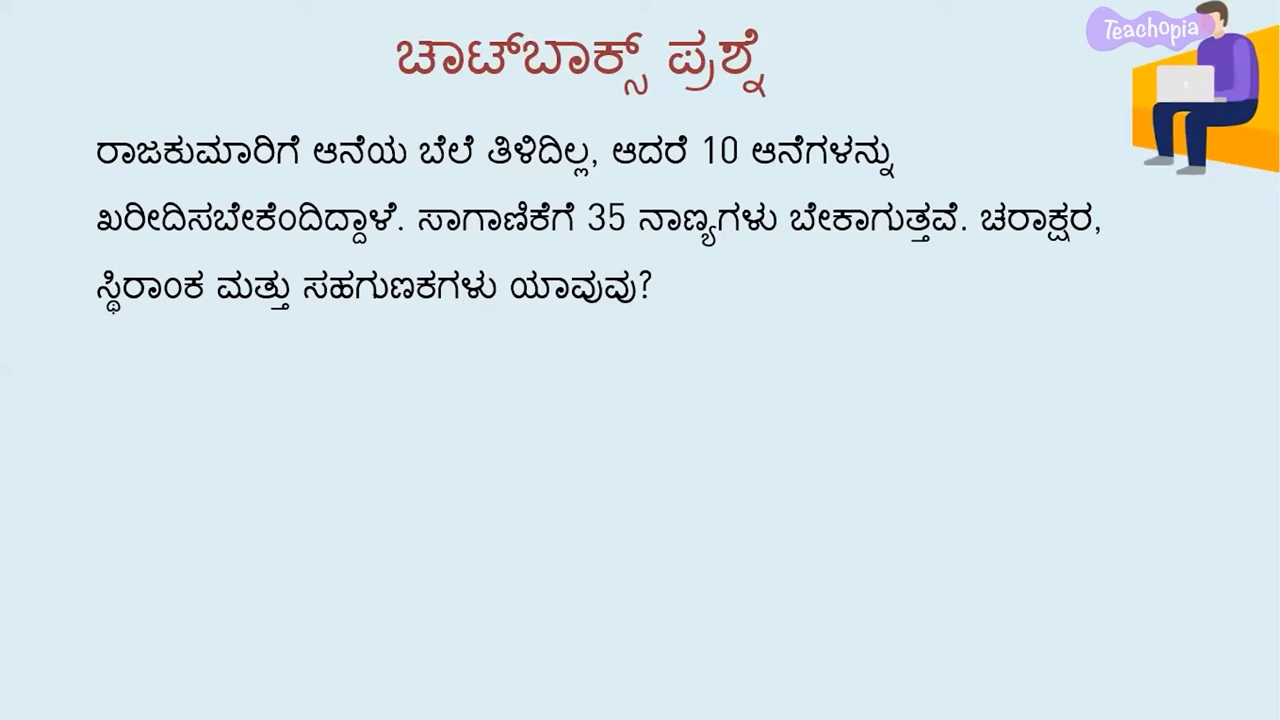 Teachopia
ಚಾಟ್‌ಬಾಕ್ಸ್ ಪ್ರಶ್ನೆ
ರಾಜಕುಮಾರಿಗೆ ಆನೆಯ ಬೆಲೆ ತಿಳಿದಿಲ್ಲ, ಆದರೆ 10 ಆನೆಗಳನ್ನು
ಖರೀದಿಸಬೇಕೆಂದಿದ್ದಾಳೆ. ಸಾಗಾಣಿಕೆಗೆ 35 ನಾಣ್ಯಗಳು ಬೇಕಾಗುತ್ತವೆ. ಚರಾಕ್ಷರ,
ಸ್ಥಿರಾಂಕ ಮತ್ತು ಸಹಗುಣಕಗಳು ಯಾವುವು?